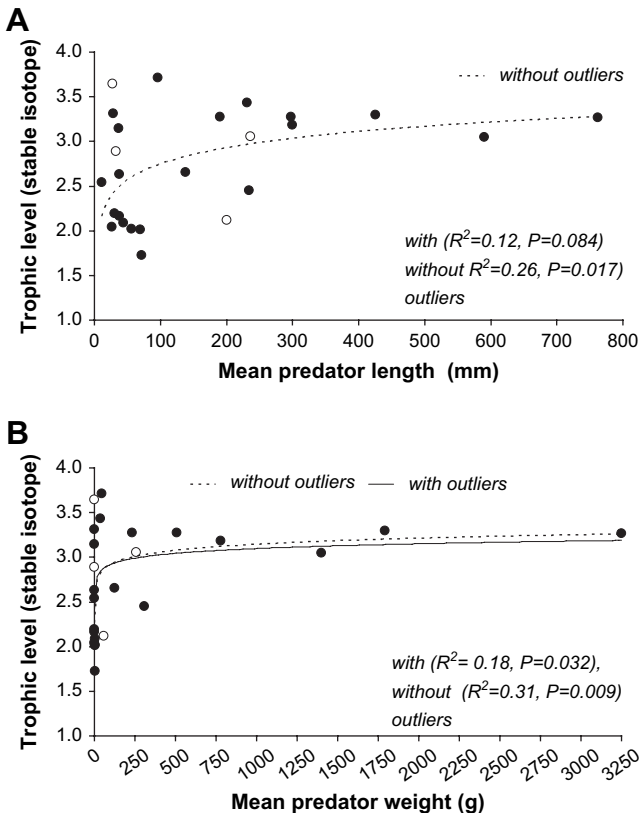 A
4.0
3.5
3.0
2.5
2.0
1.5
1.0
Trophic level (stable isotope)
without outliers
with (R²=0.12, P=0.084)
without R²=0.26, P=0.017)
outliers
0 100 200 300 400 500 600 700 800
Mean predator length (mm)
B
4.0
3.5
3.0
2.5
2.0
1.5
1.0
Trophic level (stable isotope)
without outliers with outliers
with (R²= 0.18, P=0.032),
without (R²=0.31, P=0.009)
outliers
0 250 500 750 1000 1250 1500 1750 2000 2250 2500 2750 3000 3250
Mean predator weight (g)